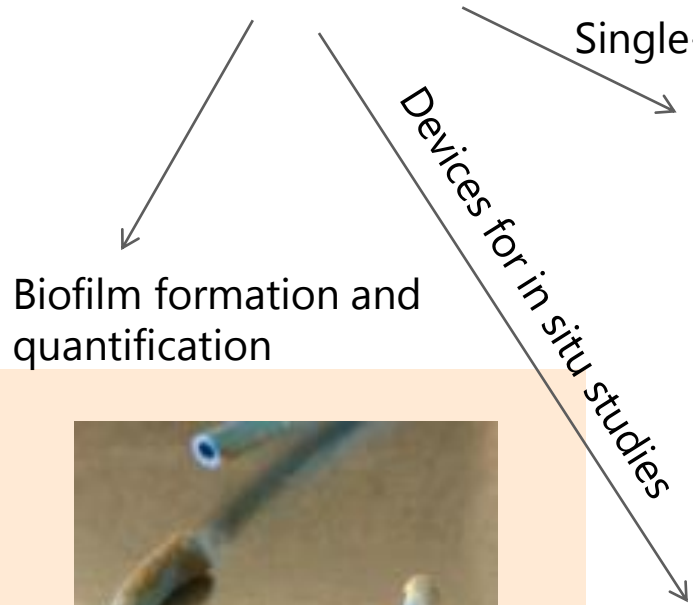 Single-
Devices for in situ studies
Biofilm formation and
quantification